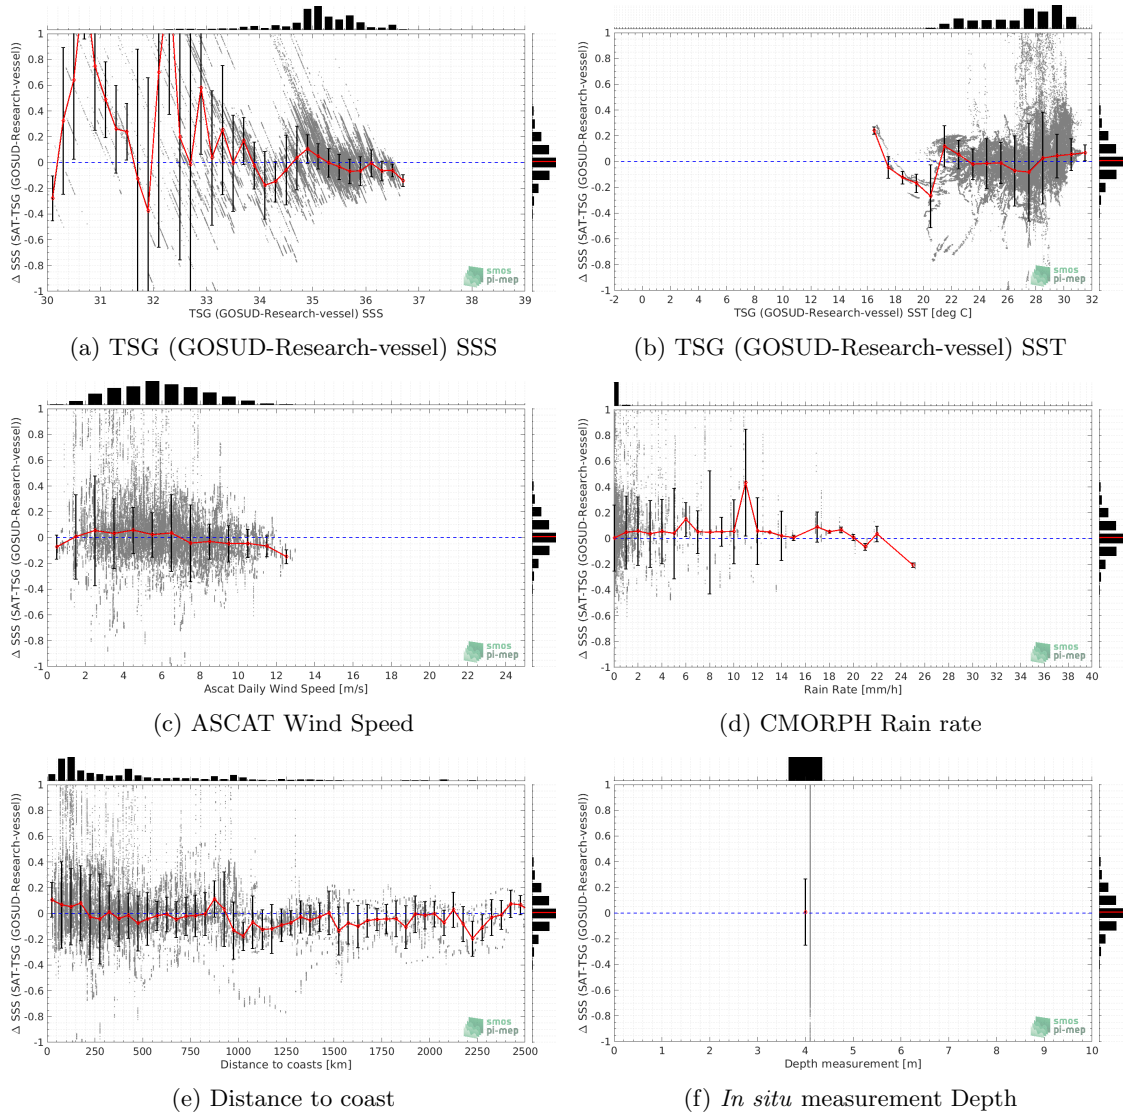 Δ SSS (SAT-TSG (GOSUD-Research-vessel))
1
0.8
0.6
0.4
0.2
0
-0.2
-0.4
-0.6
-0.8
-1
30 31 32 33 34 35 36 37 38 39
TSG (GOSUD-Research-vessel) SSS
smos
pi-mep
(a) TSG (GOSUD-Research-vessel) SSS
Δ SSS (SAT-TSG (GOSUD-Research-vessel))
1
0.8
0.6
0.4
0.2
0
-0.2
-0.4
-0.6
-0.8
-1
-2 0 2 4 6 8 10 12 14 16 18 20 22 24 26 28 30 32
TSG (GOSUD-Research-vessel) SST [deg C]
smos
pi-mep
(b) TSG (GOSUD-Research-vessel) SST
Δ SSS (SAT-TSG (GOSUD-Research-vessel))
1
0.8
0.6
0.4
0.2
0
-0.2
-0.4
-0.6
-0.8
-1
0 2 4 6 8 10 12 14 16 18 20 22 24
Ascat Daily Wind Speed [m/s]
smos
pi-mep
(c) ASCAT Wind Speed
Δ SSS (SAT-TSG (GOSUD-Research-vessel))
1
0.8
0.6
0.4
0.2
0
-0.2
-0.4
-0.6
-0.8
-1
0 2 4 6 8 10 12 14 16 18 20 22 24 26 28 30 32 34 36 38 40
Rain Rate [mm/h]
smos
pi-mep
(d) CMORPH Rain rate
Δ SSS (SAT-TSG (GOSUD-Research-vessel))
1
0.8
0.6
0.4
0.2
0
-0.2
-0.4
-0.6
-0.8
-1
0 250 500 750 1000 1250 1500 1750 2000 2250 2500
Distance to coasts [km]
smos
pi-mep
(e) Distance to coast
Δ SSS (SAT-TSG (GOSUD-Research-vessel))
1
0.8
0.6
0.4
0.2
0
-0.2
-0.4
-0.6
-0.8
-1
0 1 2 3 4 5 6 7 8 9 10
Depth measurement [m]
smos
pi-mep
(f) In situ measurement Depth